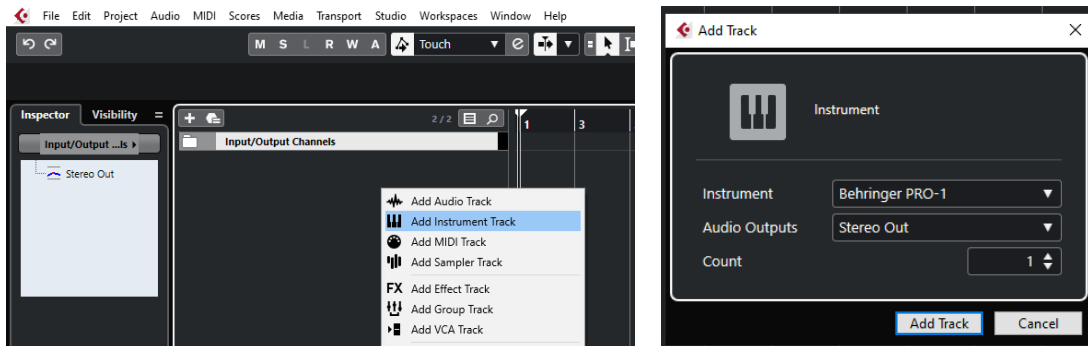 File Edit Project Audio MIDI Scores Media Transport Studio Workspaces Window Help
M S L R W A Touch
Inspector Visibility
2 / 2
1 3
Input/Output ...ls
Input/Output Channels
Stereo Out
Add Audio Track
Add Instrument Track
Add MIDI Track
Add Sampler Track
FX Add Effect Track
Add Group Track
Add VCA Track
Add Track
Instrument
Instrument Behringer PRO-1
Audio Outputs Stereo Out
Count 1
Add Track Cancel